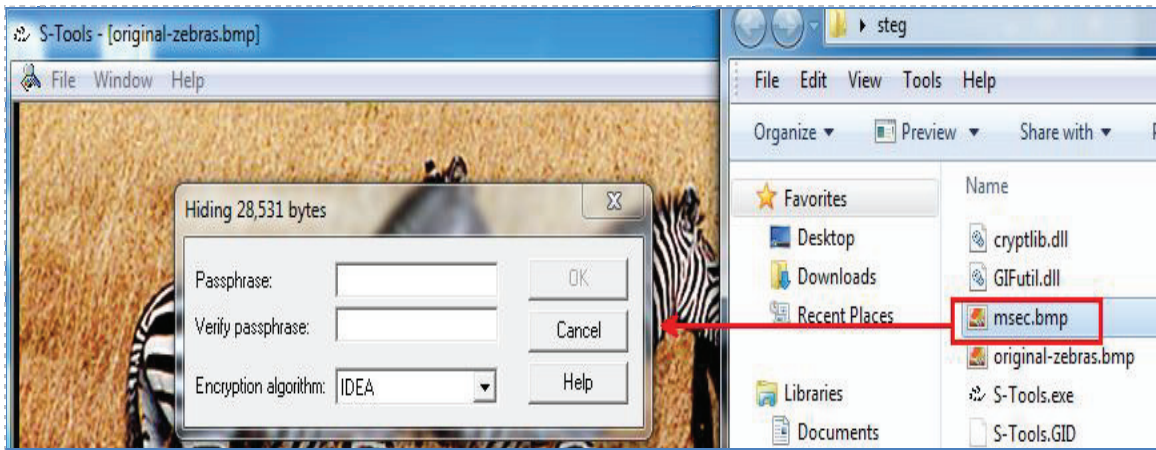 S-Tools - [original-zebras.bmp]
File Window Help
Hiding 28,531 bytes
Passphrase:
OK
Verify passphrase:
Cancel
Encryption algorithm: IDEA
Help
steg
File Edit View Tools Help
Organize Preview Share with
Favorites
Desktop
Downloads
Recent Places
Libraries
Documents
Name
cryptlib.dll
GIFutil.dll
msec.bmp
original-zebras.bmp
S-Tools.exe
S-Tools.GID